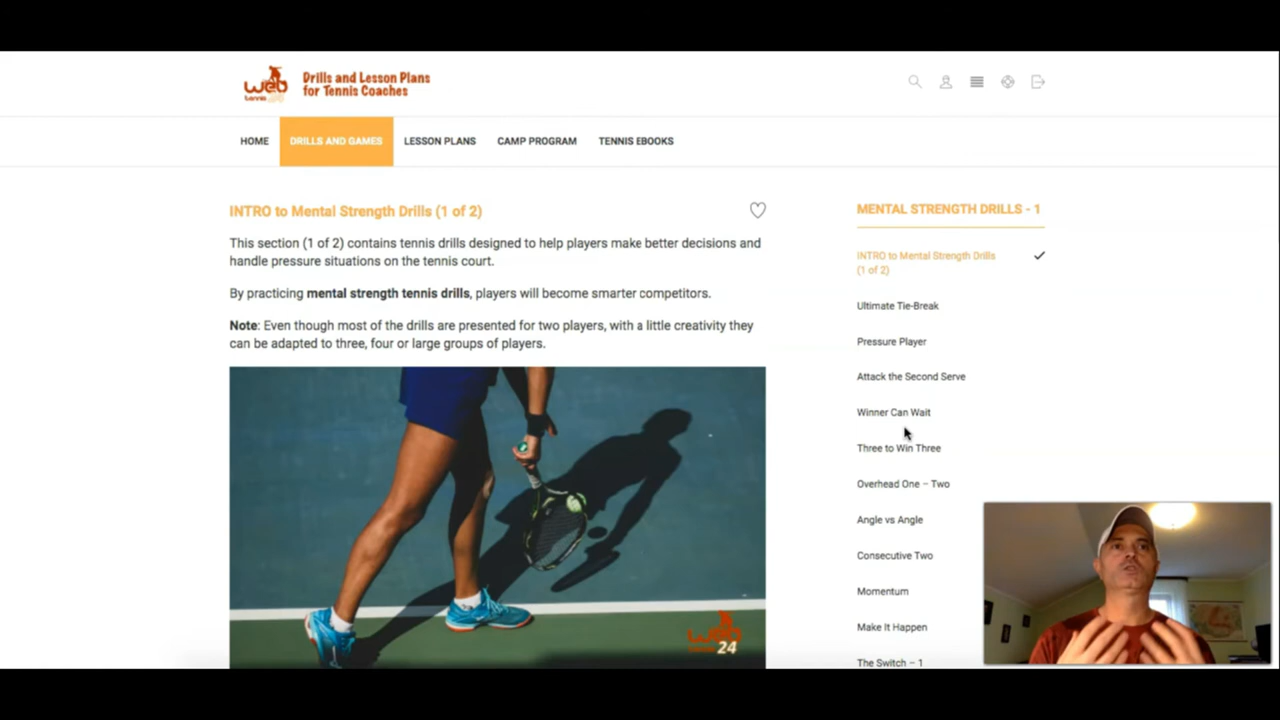 web
tennis 24
Drills and Lesson Plans
for Tennis Coaches
HOME
DRILLS AND GAMES
LESSON PLANS
CAMP PROGRAM
TENNIS EBOOKS
INTRO to Mental Strength Drills (1 of 2)
This section (1 of 2) contains tennis drills designed to help players make better decisions and
handle pressure situations on the tennis court.
By practicing mental strength tennis drills, players will become smarter competitors.
Note: Even though most of the drills are presented for two players, with a little creativity they
can be adapted to three, four or large groups of players.
web
tennis 24
MENTAL STRENGTH DRILLS - 1
INTRO to Mental Strength Drills
(1 of 2)
Ultimate Tie-Break
Pressure Player
Attack the Second Serve
Winner Can Wait
Three to Win Three
Overhead One – Two
Angle vs Angle
Consecutive Two
Momentum
Make It Happen
The Switch – 1